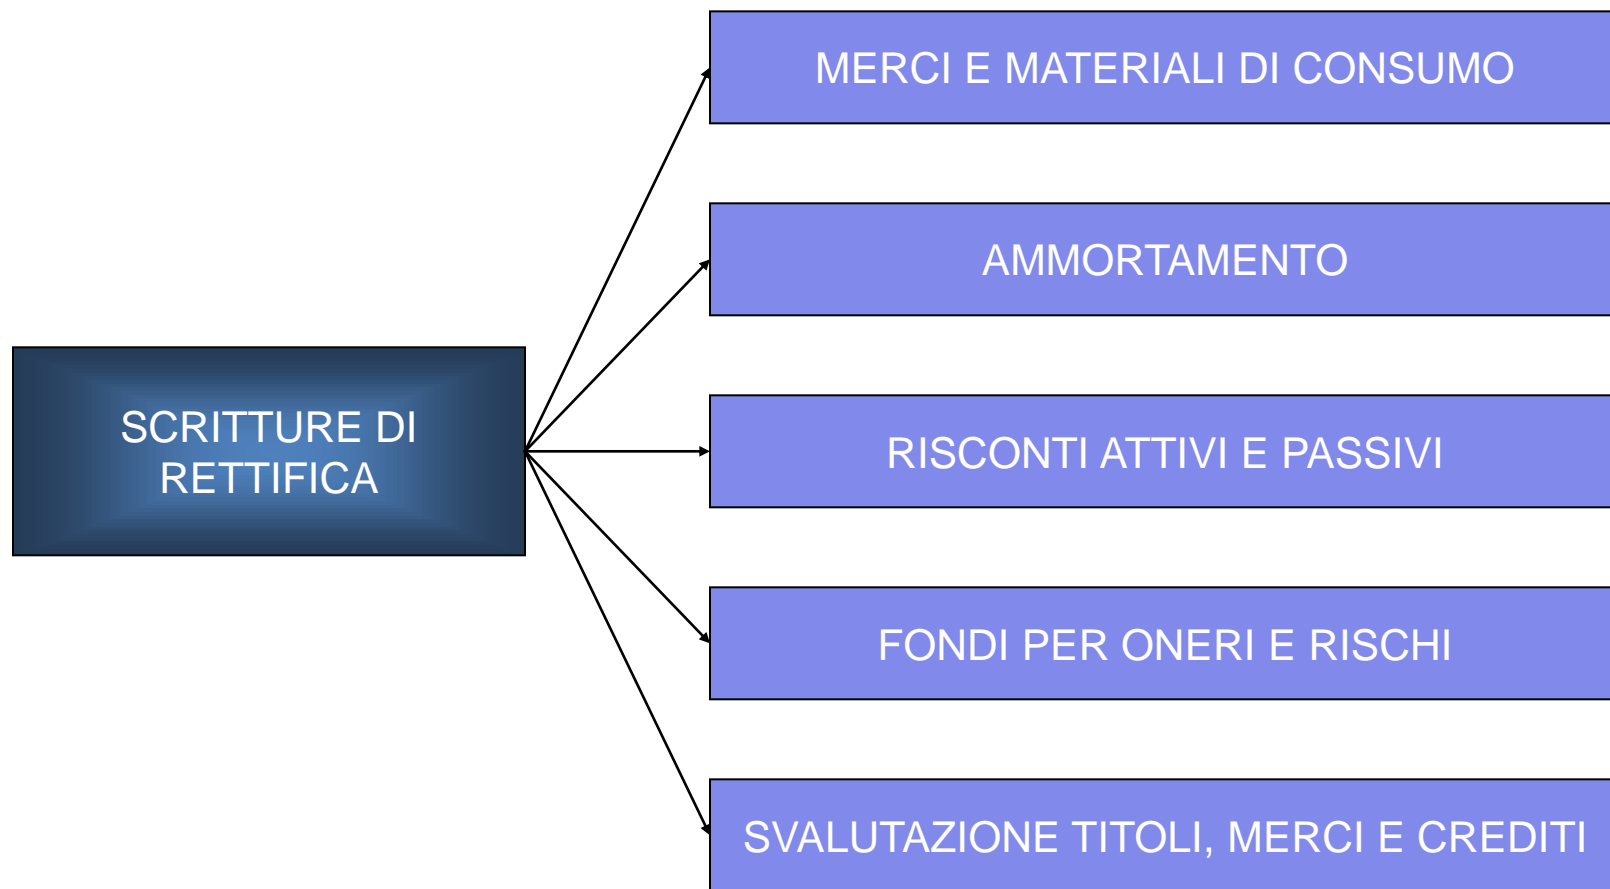 MERCI E MATERIALI DI CONSUMO
AMMORTAMENTO
SCRITTURE DI
RETTIFICA
RISCONTI ATTIVI E PASSIVI
FONDI PER ONERI E RISCHI
SVALUTAZIONE TITOLI, MERCI E CREDITI